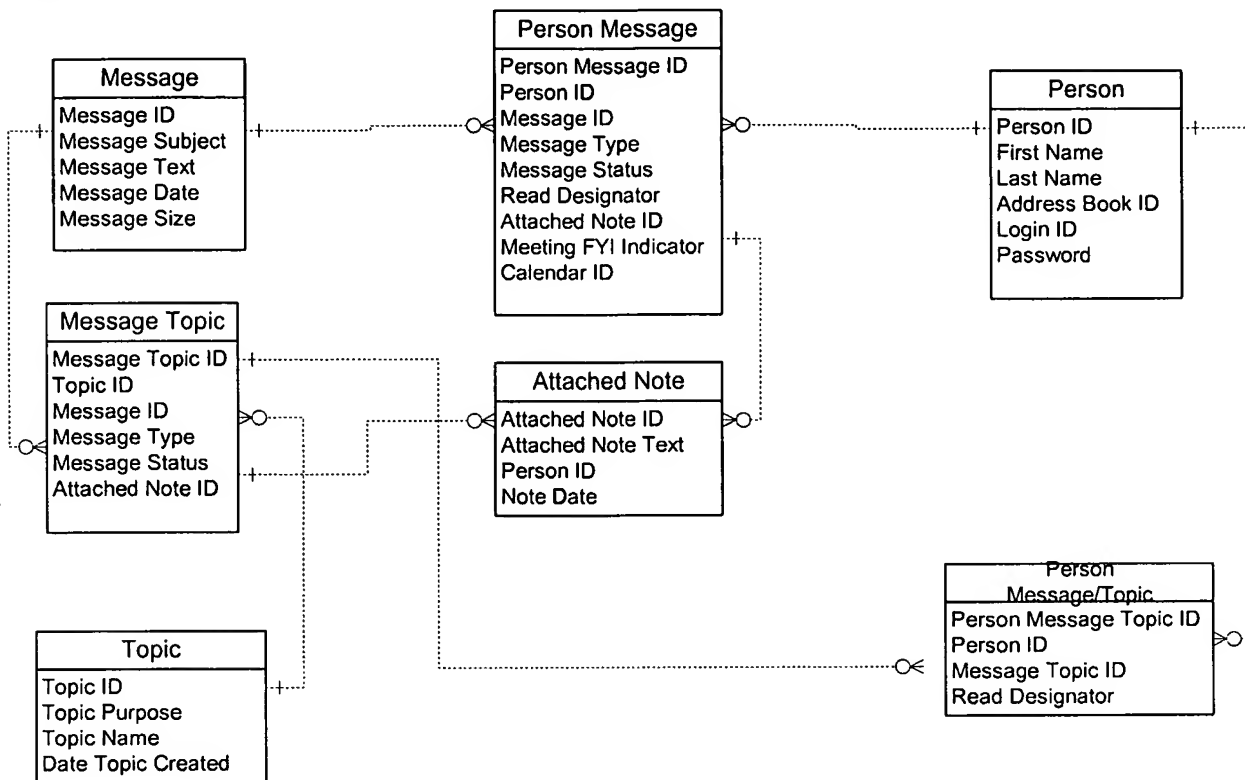 Message
Message ID
Message Subject
Message Text
Message Date
Message Size
Person Message
Person Message ID
Person ID
Message ID
Message Type
Message Status
Read Designator
Attached Note ID
Meeting FYI Indicator
Calendar ID
Person
Person ID
First Name
Last Name
Address Book ID
Login ID
Password
Message Topic
Message Topic ID
Topic ID
Message ID
Message Type
Message Status
Attached Note ID
Attached Note
Attached Note ID
Attached Note Text
Person ID
Note Date
Person
Message/Topic
Person Message Topic ID
Person ID
Message Topic ID
Read Designator
Topic
Topic ID
Topic Purpose
Topic Name
Date Topic Created